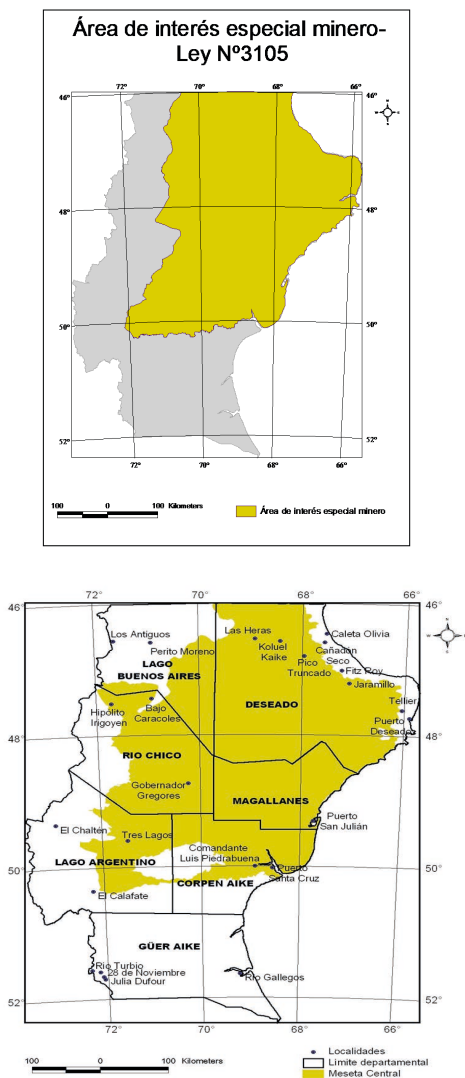 Área de interés especial minero-
Ley Nº3105
46°
72°
70°
68°
66°
46°
48°
48°
50°
50°
52°
52°
72°
70°
68°
66°
100
0
100 Kilometers
Área de interés especial minero
46°
72°
70°
68°
66°
46°
Los Antiguos
Perito Moreno
LAGO
BUENOS AIRES
Las Heras
Koluel
Kaike
Pico
Truncado
Caleta Olivia
Cañadón
Seco
Fitz Roy
Jaramillo
Tellier
Puerto
Deseado
DESEADO
Hipólito
Irigoyen
Bajo
Caracoles
48°
48°
RIO CHICO
Gobernador
Gregores
MAGALLANES
Puerto
San Julián
El Chaltén
Tres Lagos
Comandante
Luis Piedrabuena
LAGO ARGENTINO
Puerto
Santa Cruz
50°
50°
CORPEN AIKE
El Calafate
GÜER AIKE
Rio Turbio
28 de Noviembre
Julia Dufour
Río Gallegos
52°
52°
72°
70°
68°
66°
100
0
100 Kilometers
Localidades
Limite departamental
Meseta Central